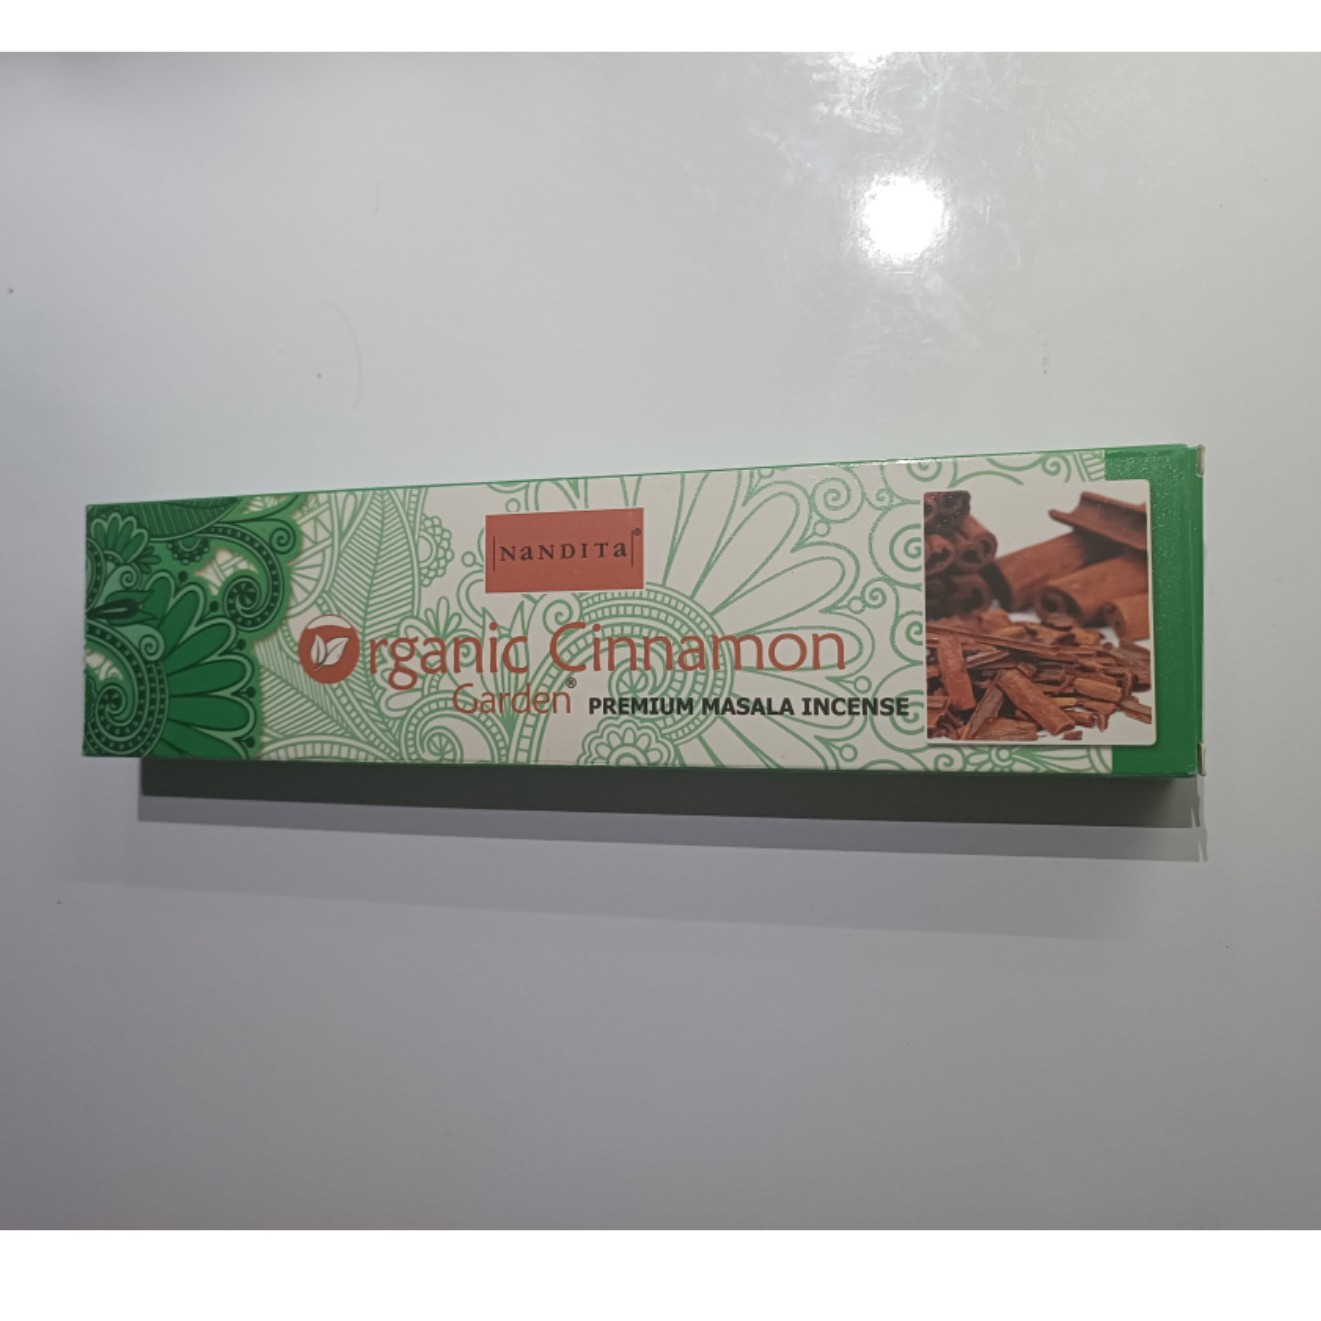 NaNDITa®
Organic Cinnamon
Garden® PREMIUM MASALA INCENSE